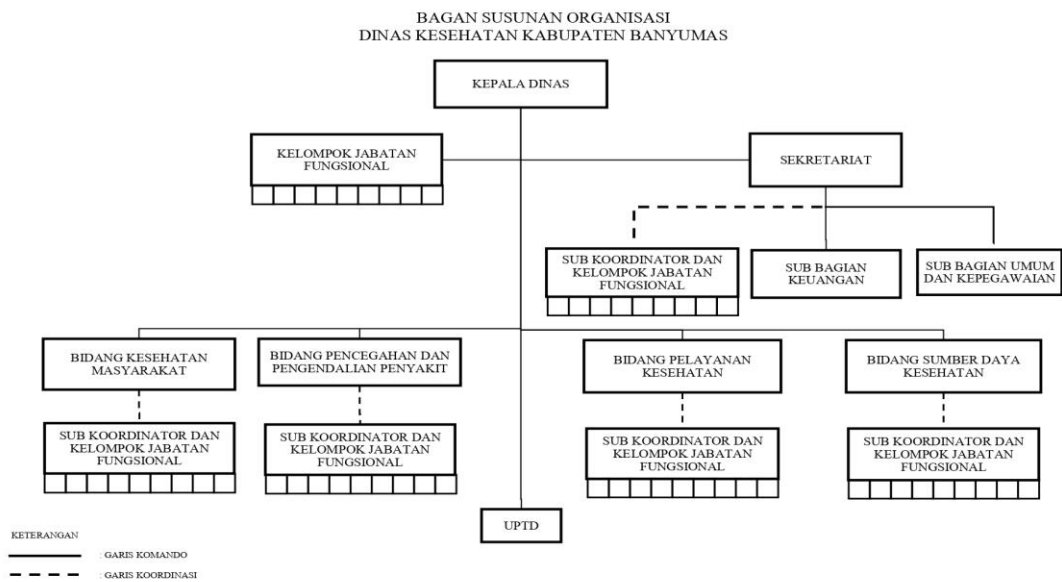 BAGAN SUSUNAN ORGANISASI
DINAS KESEHATAN KABUPATEN BANYUMAS
KEPALA DINAS
KELOMPOK JABATAN
FUNGSIONAL
SEKRETARIAT
SUB KOORDINATOR DAN
KELOMPOK JABATAN
FUNGSIONAL
SUB BAGIAN
KEUANGAN
SUB BAGIAN UMUM
DAN KEPEGAWAIAN
BIDANG KESEHATAN
MASYARAKAT
BIDANG PENCEGAHAN DAN
PENGENDALIAN PENYAKIT
BIDANG PELAYANAN
KESEHATAN
BIDANG SUMBER DAYA
KESEHATAN
SUB KOORDINATOR DAN
KELOMPOK JABATAN
FUNGSIONAL
SUB KOORDINATOR DAN
KELOMPOK JABATAN
FUNGSIONAL
SUB KOORDINATOR DAN
KELOMPOK JABATAN
FUNGSIONAL
SUB KOORDINATOR DAN
KELOMPOK JABATAN
FUNGSIONAL
UPTD
KETERANGAN
: GARIS KOMANDO
: GARIS KOORDINASI